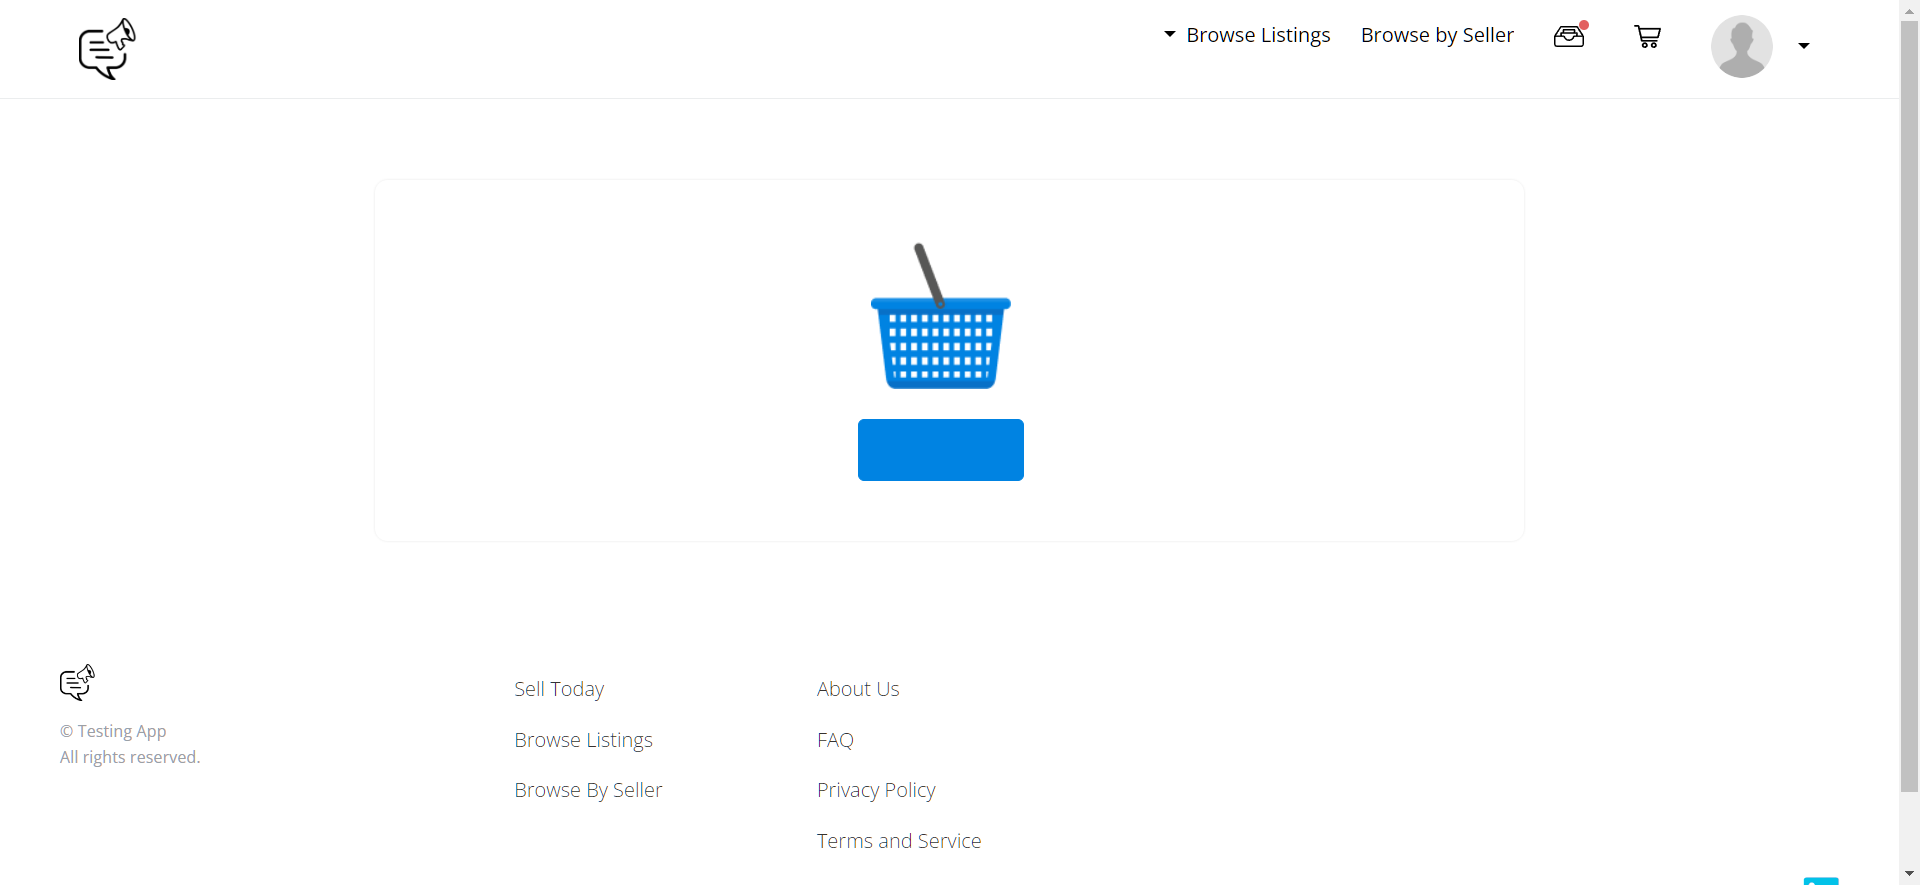 Browse Listings
Browse by Seller
Sell Today
About Us
© Testing App
Browse Listings
FAQ
All rights reserved.
Browse By Seller
Privacy Policy
Terms and Service